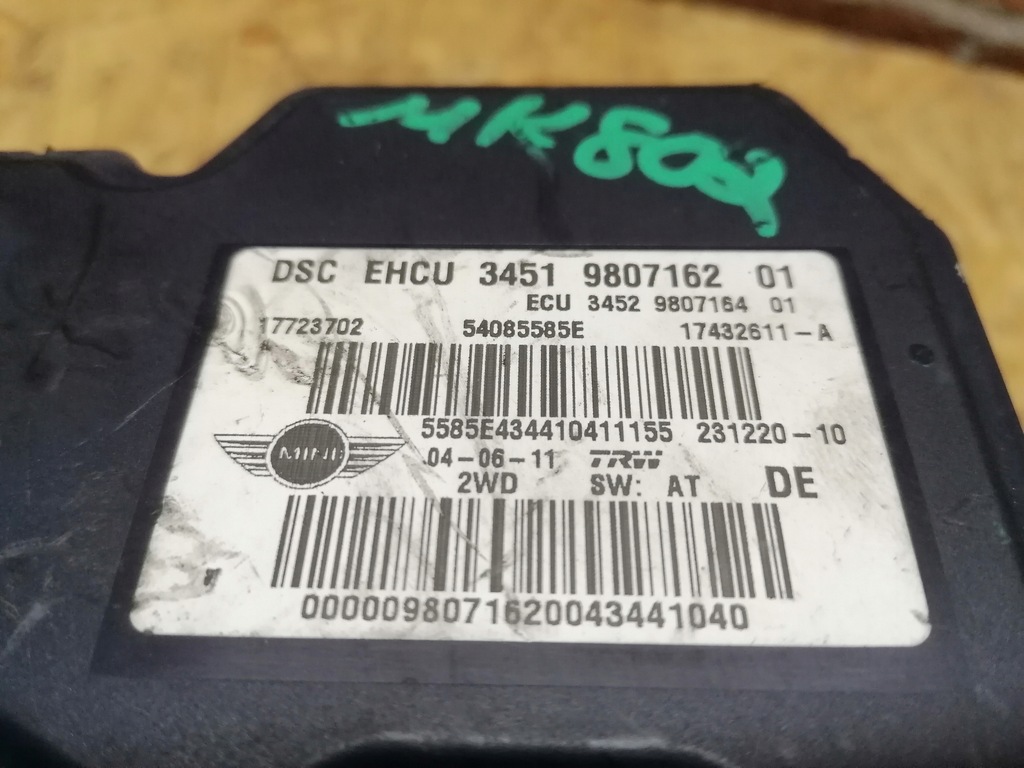 MK802
DSC EHCU 3451 9807162 01
ECU 3452 9807164 01
17723702 54085585E 17432611-A
5585E434410411155 231220-10
MINI
04-06-11 TRW
2WD SW: AT DE
0000098071620043441040